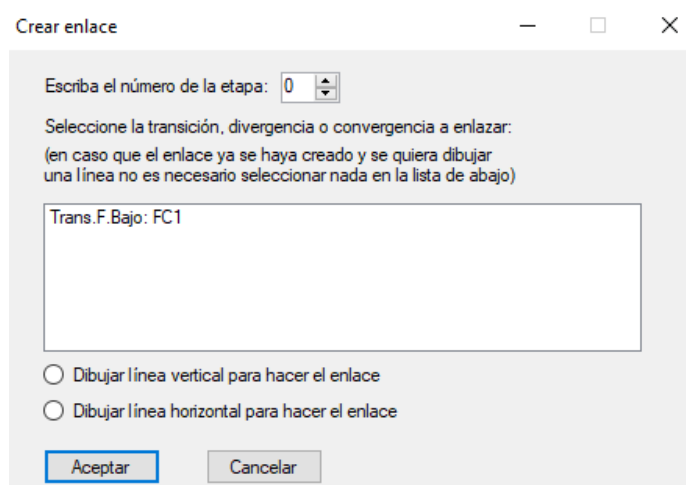 Crear enlace
Escriba el número de la etapa: 0
Seleccione la transición, divergencia o convergencia a enlazar:
(en caso que el enlace ya se haya creado y se quiera dibujar
una línea no es necesario seleccionar nada en la lista de abajo)
Trans.F.Bajo: FC1
Dibujar línea vertical para hacer el enlace
Dibujar línea horizontal para hacer el enlace
Aceptar Cancelar